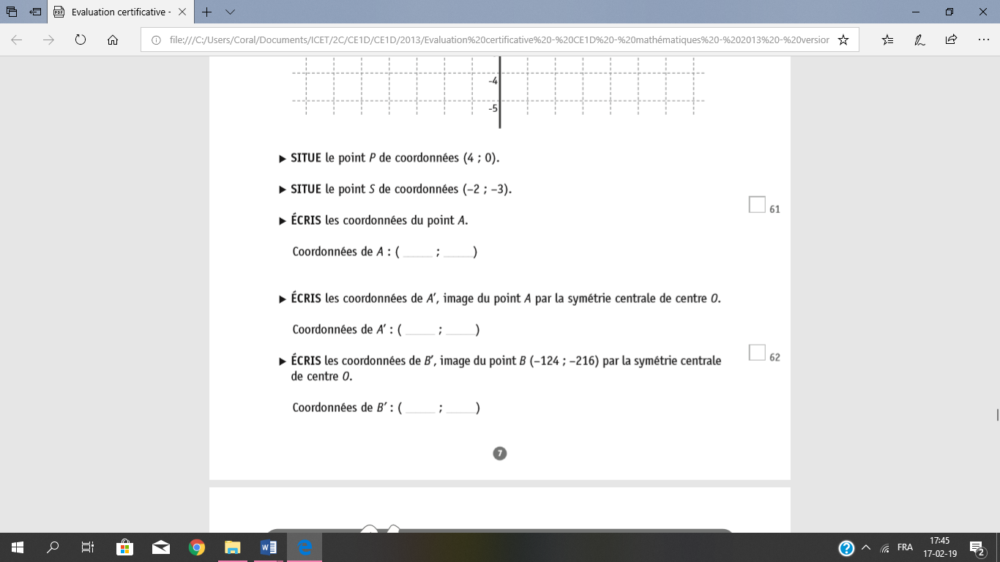 Evaluation certificative -
file:///C:/Users/Coral/Documents/ICET/2C/CE1D/CE1D/2013/Evaluation%20certificative%20-%20CE1D%20-%20mathématiques%20-%202013%20-%20version
-4
-5
► SITUE le point P de coordonnées (4 ; 0).
► SITUE le point S de coordonnées (−2 ; −3).
61
► ÉCRIS les coordonnées du point A.
Coordonnées de A : ( _____ ; _____)
► ÉCRIS les coordonnées de A’, image du point A par la symétrie centrale de centre O.
Coordonnées de A’ : ( _____ ; _____)
62
► ÉCRIS les coordonnées de B’, image du point B (−124 ; −216) par la symétrie centrale
de centre O.
Coordonnées de B’ : ( _____ ; _____)
7
FRA
17:45
17-02-19
2